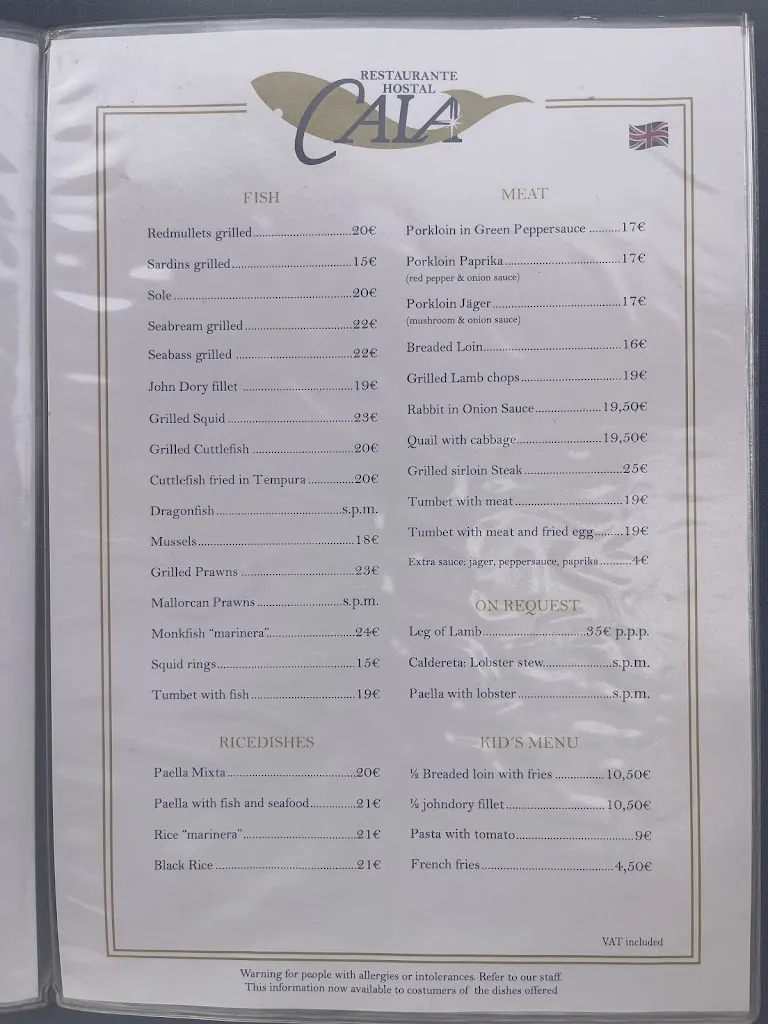 RESTAURANTE
HOSTAL
CALA
FISH
Redmullets grilled..............................20€
Sardins grilled....................................15€
Sole......................................................20€
Seabream grilled.................................22€
Seabass grilled ....................................22€
John Dory fillet ..................................19€
Grilled Squid......................................23€
Grilled Cuttlefish ...............................20€
Cuttlefish fried in Tempura..............20€
Dragonfish......................................s.p.m.
Mussels................................................18€
Grilled Prawns ..................................23€
Mallorcan Prawns..........................s.p.m.
Monkfish "marinera"..........................24€
Squid rings..........................................15€
Tumbet with fish................................19€
RICEDISHES
Paella Mixta.......................................20€
Paella with fish and seafood..............21€
Rice "marinera"..................................21€
Black Rice ..........................................21€
MEAT
Porkloin in Green Peppersauce .........17€
Porkloin Paprika...................................17€
(red pepper & onion sauce)
Porkloin Jäger......................................17€
(mushroom & onion sauce)
Breaded Loin.........................................16€
Grilled Lamb chops..............................19€
Rabbit in Onion Sauce....................19,50€
Quail with cabbage.........................19,50€
Grilled sirloin Steak.............................25€
Tumbet with meat................................19€
Tumbet with meat and fried egg.........19€
Extra sauce: jäger, peppersauce, paprika..........4€
ON REQUEST
Leg of Lamb..............................35€ p.p.p.
Caldereta: Lobster stew.....................s.p.m.
Paella with lobster............................s.p.m.
KID'S MENU
½ Breaded loin with fries ...............10,50€
½ johndory fillet..............................10,50€
Pasta with tomato...................................9€
French fries.......................................4,50€
VAT included
Warning for people with allergies or intolerances. Refer to our staff.
This information now available to costumers of the dishes offered